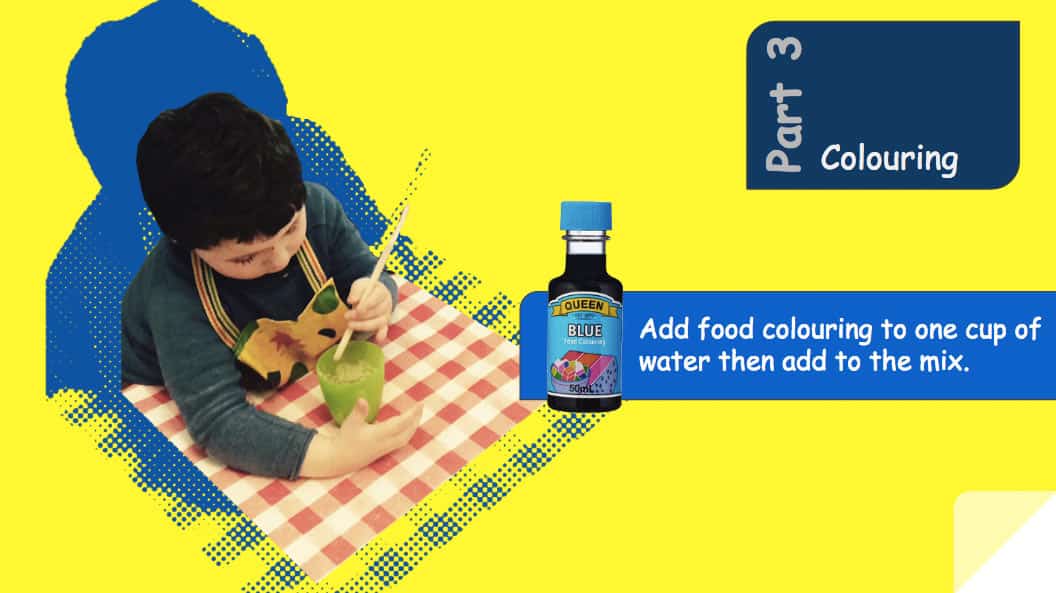 Part 3
Colouring
QUEEN
BLUE
Food Colouring
50mL
Add food colouring to one cup of
water then add to the mix.